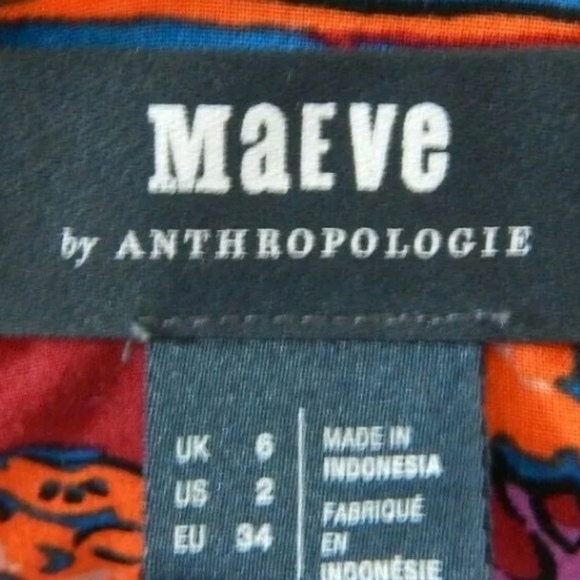 MaEVe
by ANTHROPOLOGIE
UK 6
US 2
EU 34
MADE IN
INDONESIA
FABRIQUÉ
EN
INDONÉSIE